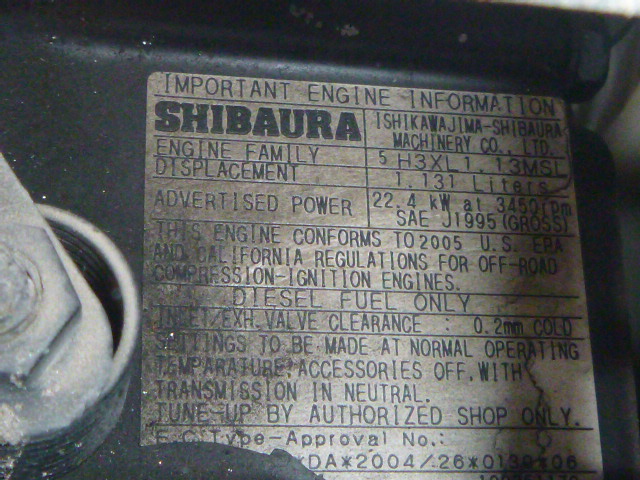 IMPORTANT ENGINE INFORMATION
SHIBAURA
ISHIKAWAJIMA-SHIBAURA
MACHINERY CO., LTD.
ENGINE FAMILY
5 H3XL1.13MSL
DISPLACEMENT
1.131 Liters
ADVERTISED POWER
22.4 kW at 3450rpm
SAE J1995(GROSS)
THIS ENGINE CONFORMS TO 2005 U.S. EPA
AND CALIFORNIA REGULATIONS FOR OFF-ROAD
COMPRESSION-IGNITION ENGINES.
DIESEL FUEL ONLY
INLET/EXH.VALVE CLEARANCE : 0.2mm COLD
SETTINGS TO BE MADE AT NORMAL OPERATING
TEMPARATURE, ACCESSORIES OFF, WITH
TRANSMISSION IN NEUTRAL.
TUNE-UP BY AUTHORIZED SHOP ONLY.
E.C.Type-Approval No.:
*DA*2004/26*0139*06